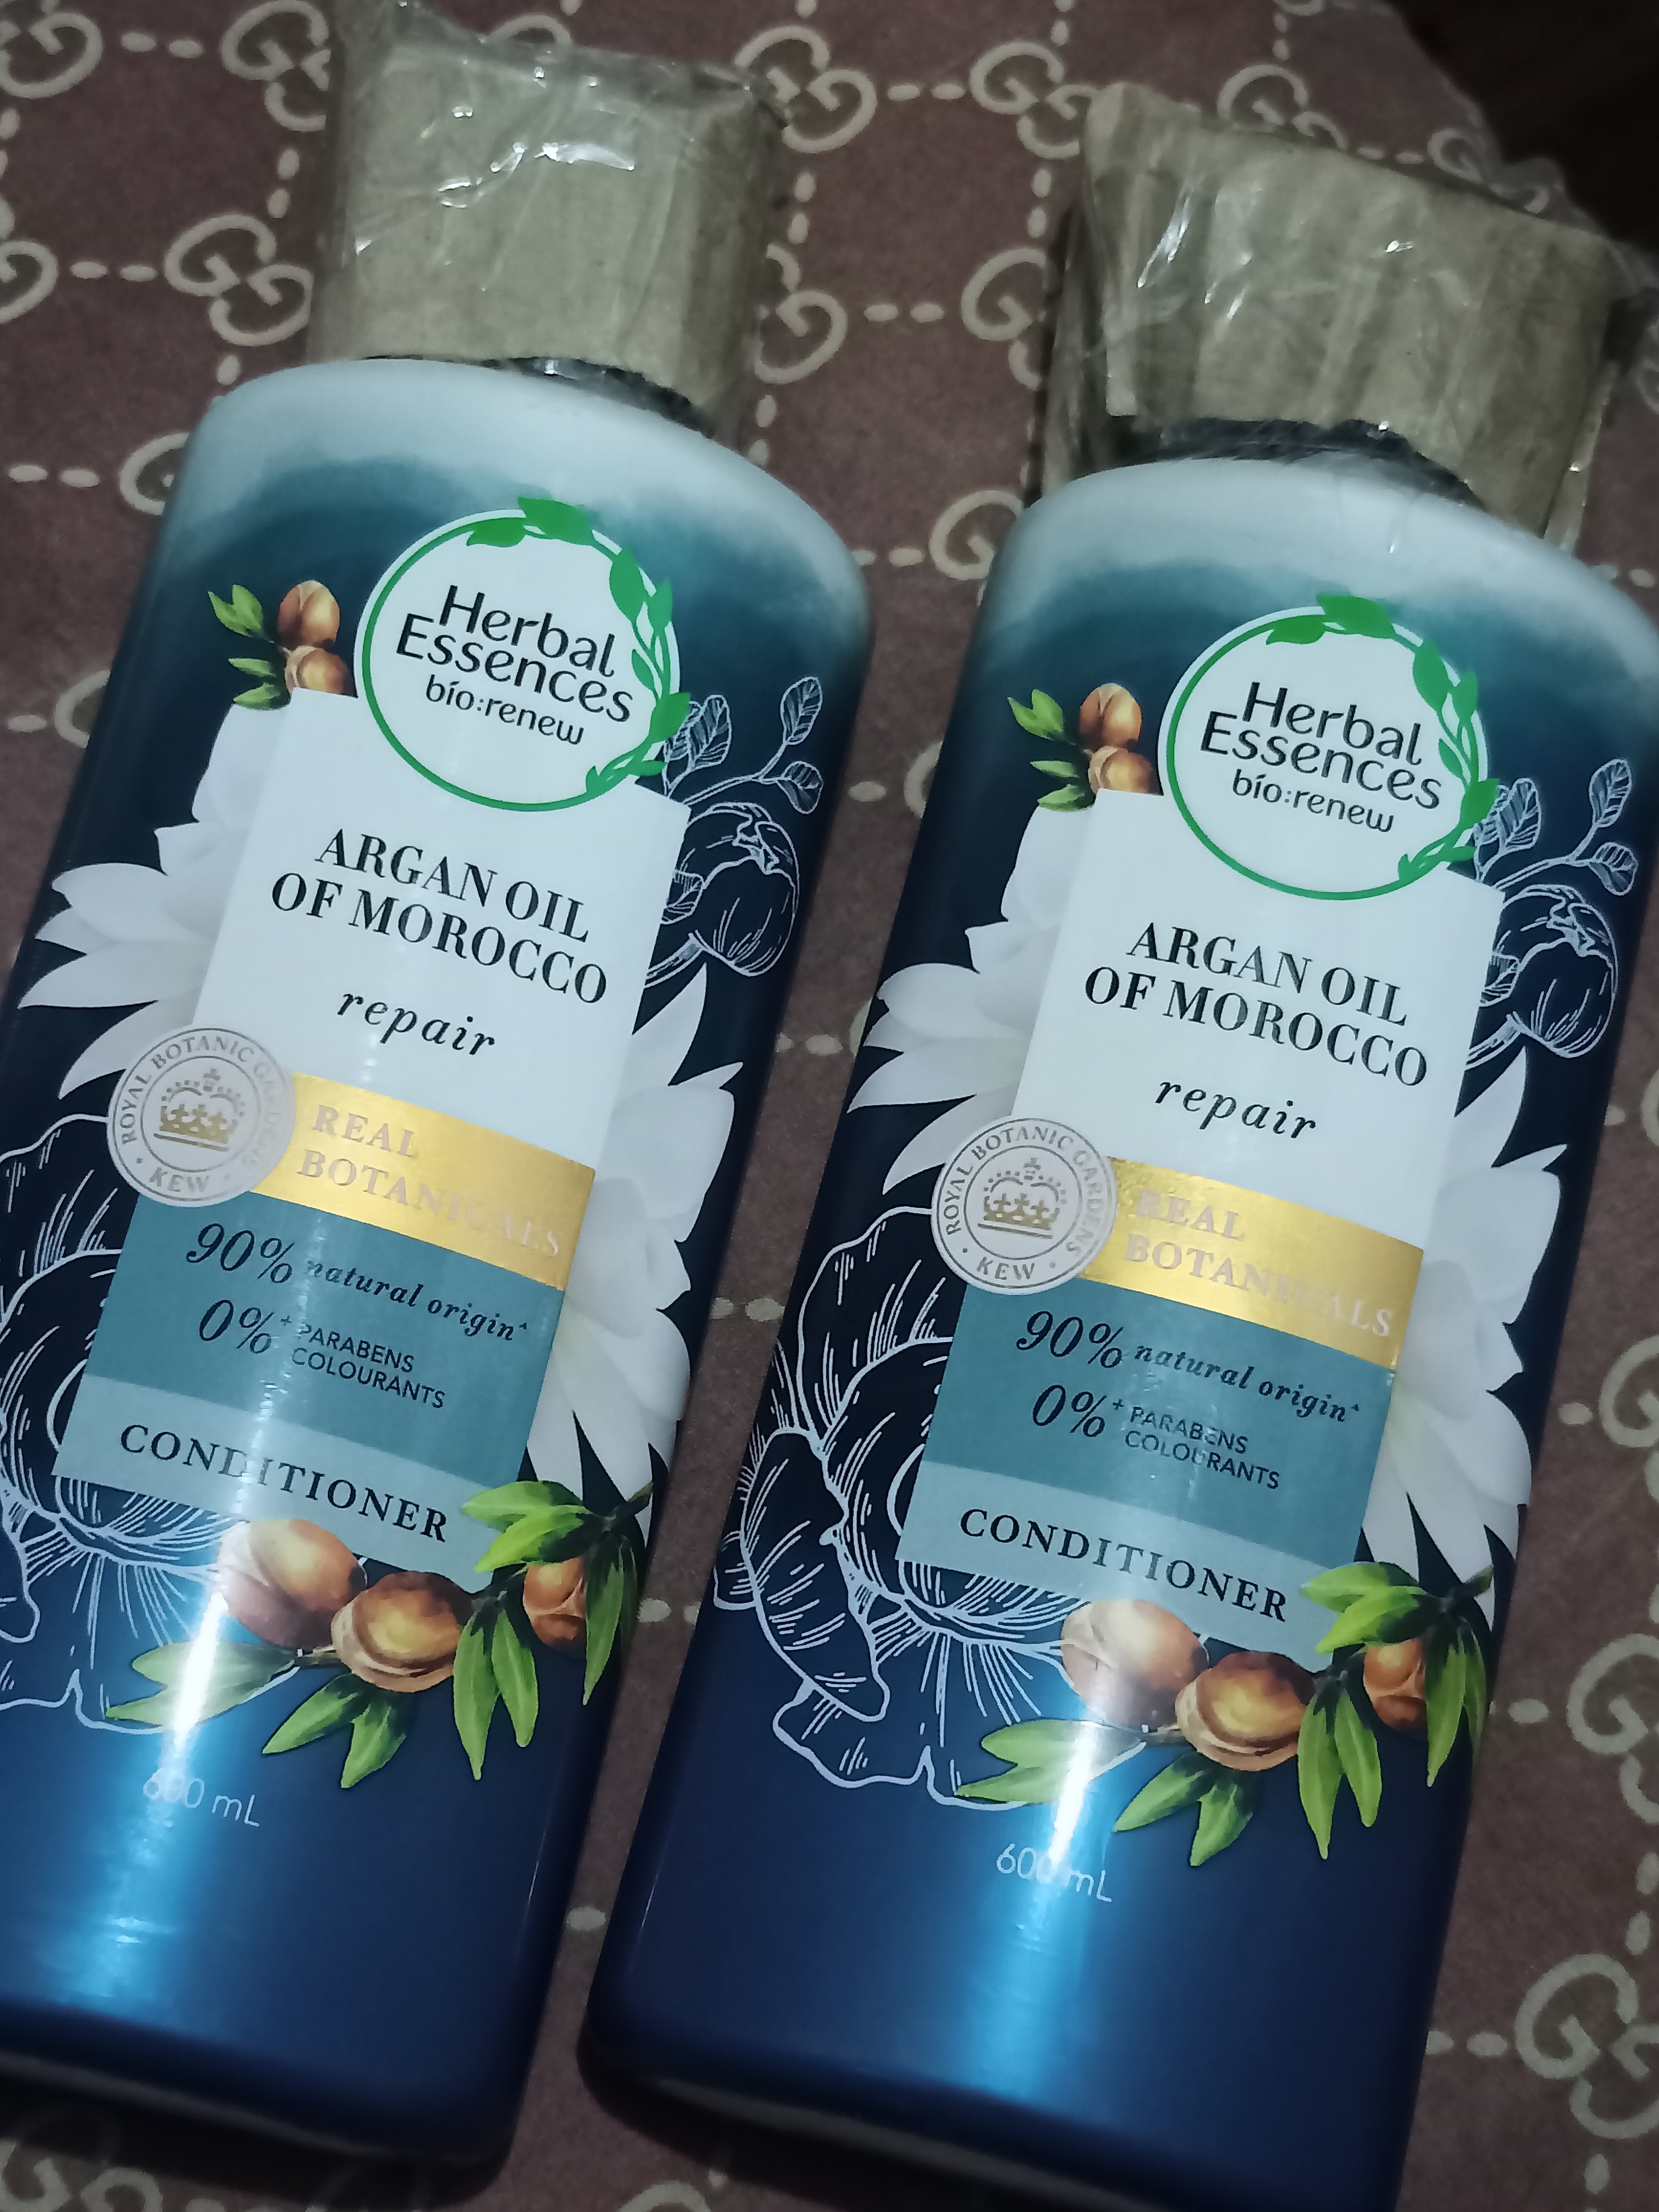 Herbal
Essences
bío:renew
ARGAN OIL
OF MOROCCO
repair
ROYAL BOTANIC GARDENS
KEW
REAL
BOTANICALS
90% natural origin^
0%+ PARABENS
COLOURANTS
CONDITIONER
600 mL
Herbal
Essences
bío:renew
ARGAN OIL
OF MOROCCO
repair
ROYAL BOTANIC GARDENS
KEW
REAL
BOTANICALS
90% natural origin^
0%+ PARABENS
COLOURANTS
CONDITIONER
600 mL